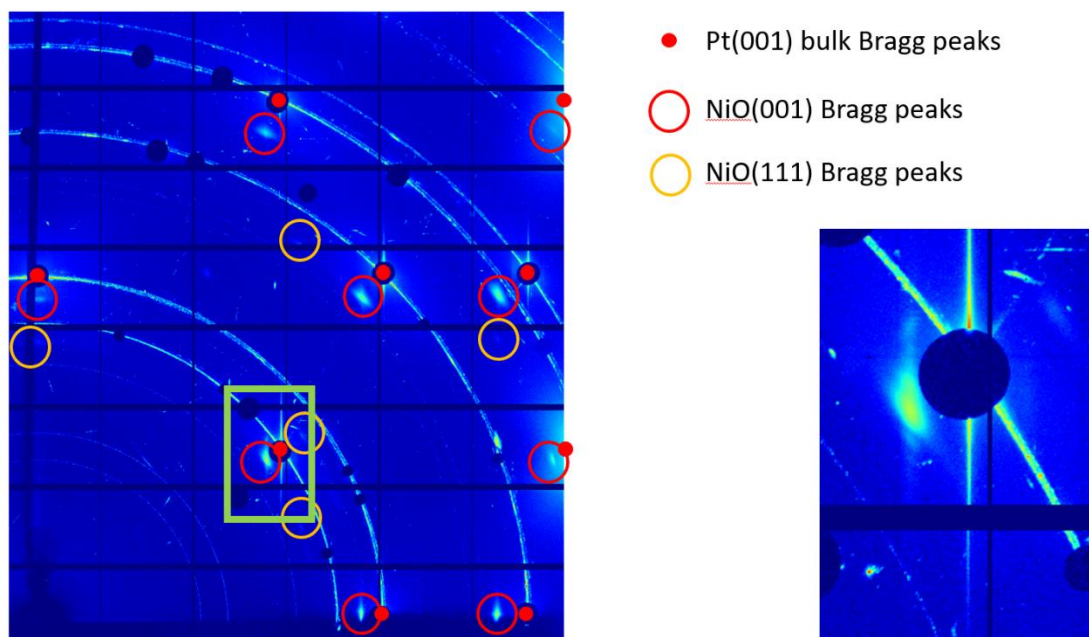 Pt(001) bulk Bragg peaks
NiO(001) Bragg peaks
NiO(111) Bragg peaks